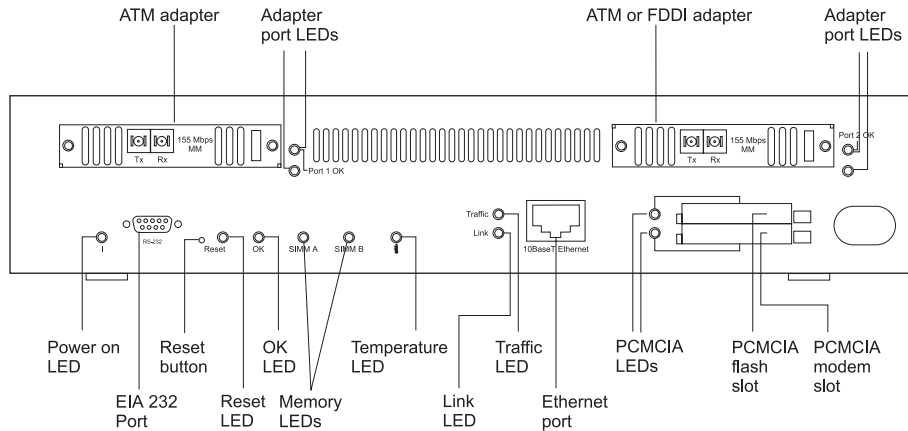 ATM adapter
Adapter
port LEDs
ATM or FDDI adapter
Adapter
port LEDs
Tx
Rx
155 Mbps
MM
Port 1 OK
Tx
Rx
155 Mbps
MM
Port 2 OK
I
RS-232
Reset
OK
SIMM A
SIMM B
Traffic
Link
10BaseT Ethernet
Power on
LED
Reset
button
OK
LED
Temperature
LED
Traffic
LED
PCMCIA
LEDs
PCMCIA
flash
slot
PCMCIA
modem
slot
EIA 232
Port
Reset
LED
Memory
LEDs
Link
LED
Ethernet
port